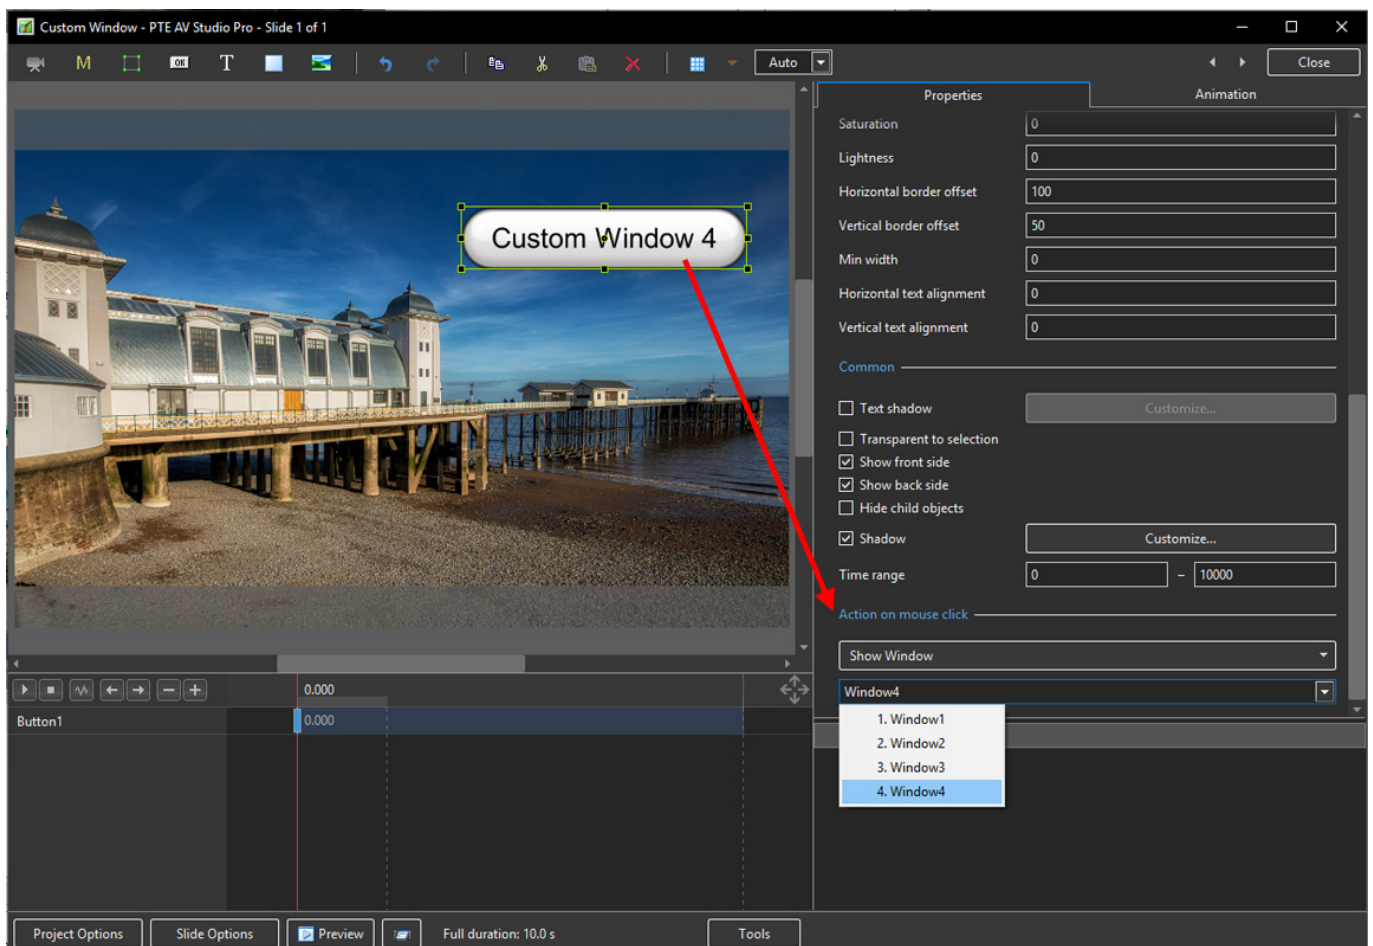 Custom Window - PTE AV Studio Pro - Slide 1 of 1
M
OK
T
Auto
Close
Properties
Animation
Saturation 0
Lightness 0
Horizontal border offset 100
Vertical border offset 50
Min width 0
Horizontal text alignment 0
Vertical text alignment 0
Common
Text shadow Customize...
Transparent to selection
Show front side
Show back side
Hide child objects
Shadow Customize...
Time range 0 – 10000
Action on mouse click
Show Window
Window4
1. Window1
2. Window2
3. Window3
4. Window4
Custom Window 4
0.000
Button1 0.000
Project Options
Slide Options
Preview
Full duration: 10.0 s
Tools